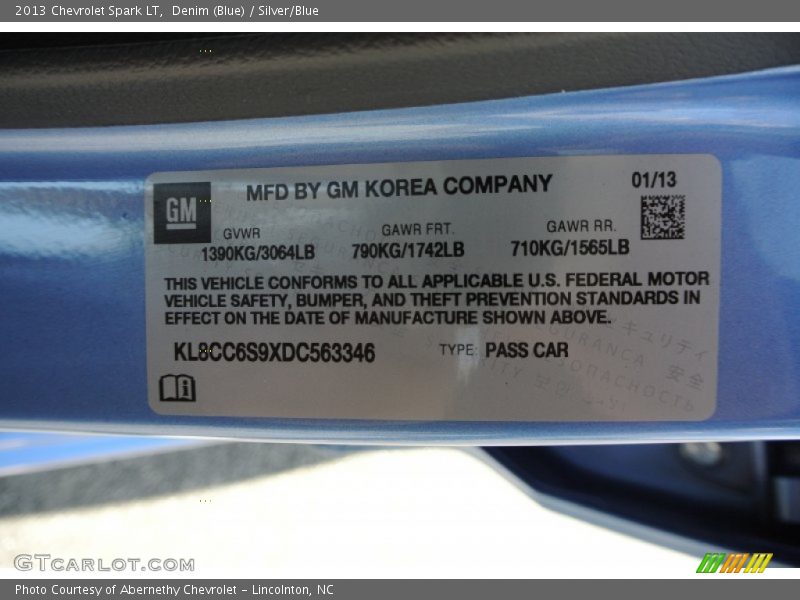 2013 Chevrolet Spark LT, Denim (Blue) / Silver/Blue
GM
MFD BY GM KOREA COMPANY
01/13
GVWR
GAWR FRT.
GAWR RR.
1390KG/3064LB
790KG/1742LB
710KG/1565LB
THIS VEHICLE CONFORMS TO ALL APPLICABLE U.S. FEDERAL MOTOR
VEHICLE SAFETY, BUMPER, AND THEFT PREVENTION STANDARDS IN
EFFECT ON THE DATE OF MANUFACTURE SHOWN ABOVE.
KL8CC6S9XDC563346
TYPE: PASS CAR
GTCARLOT.COM
Photo Courtesy of Abernethy Chevrolet – Lincolnton, NC